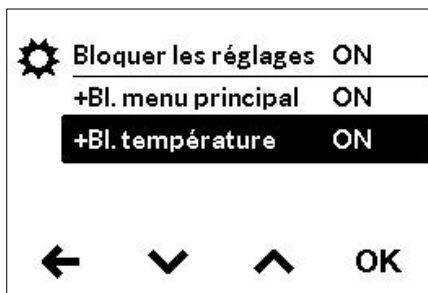 Bloquer les réglages ON
+Bl. menu principal ON
+Bl. température ON
OK